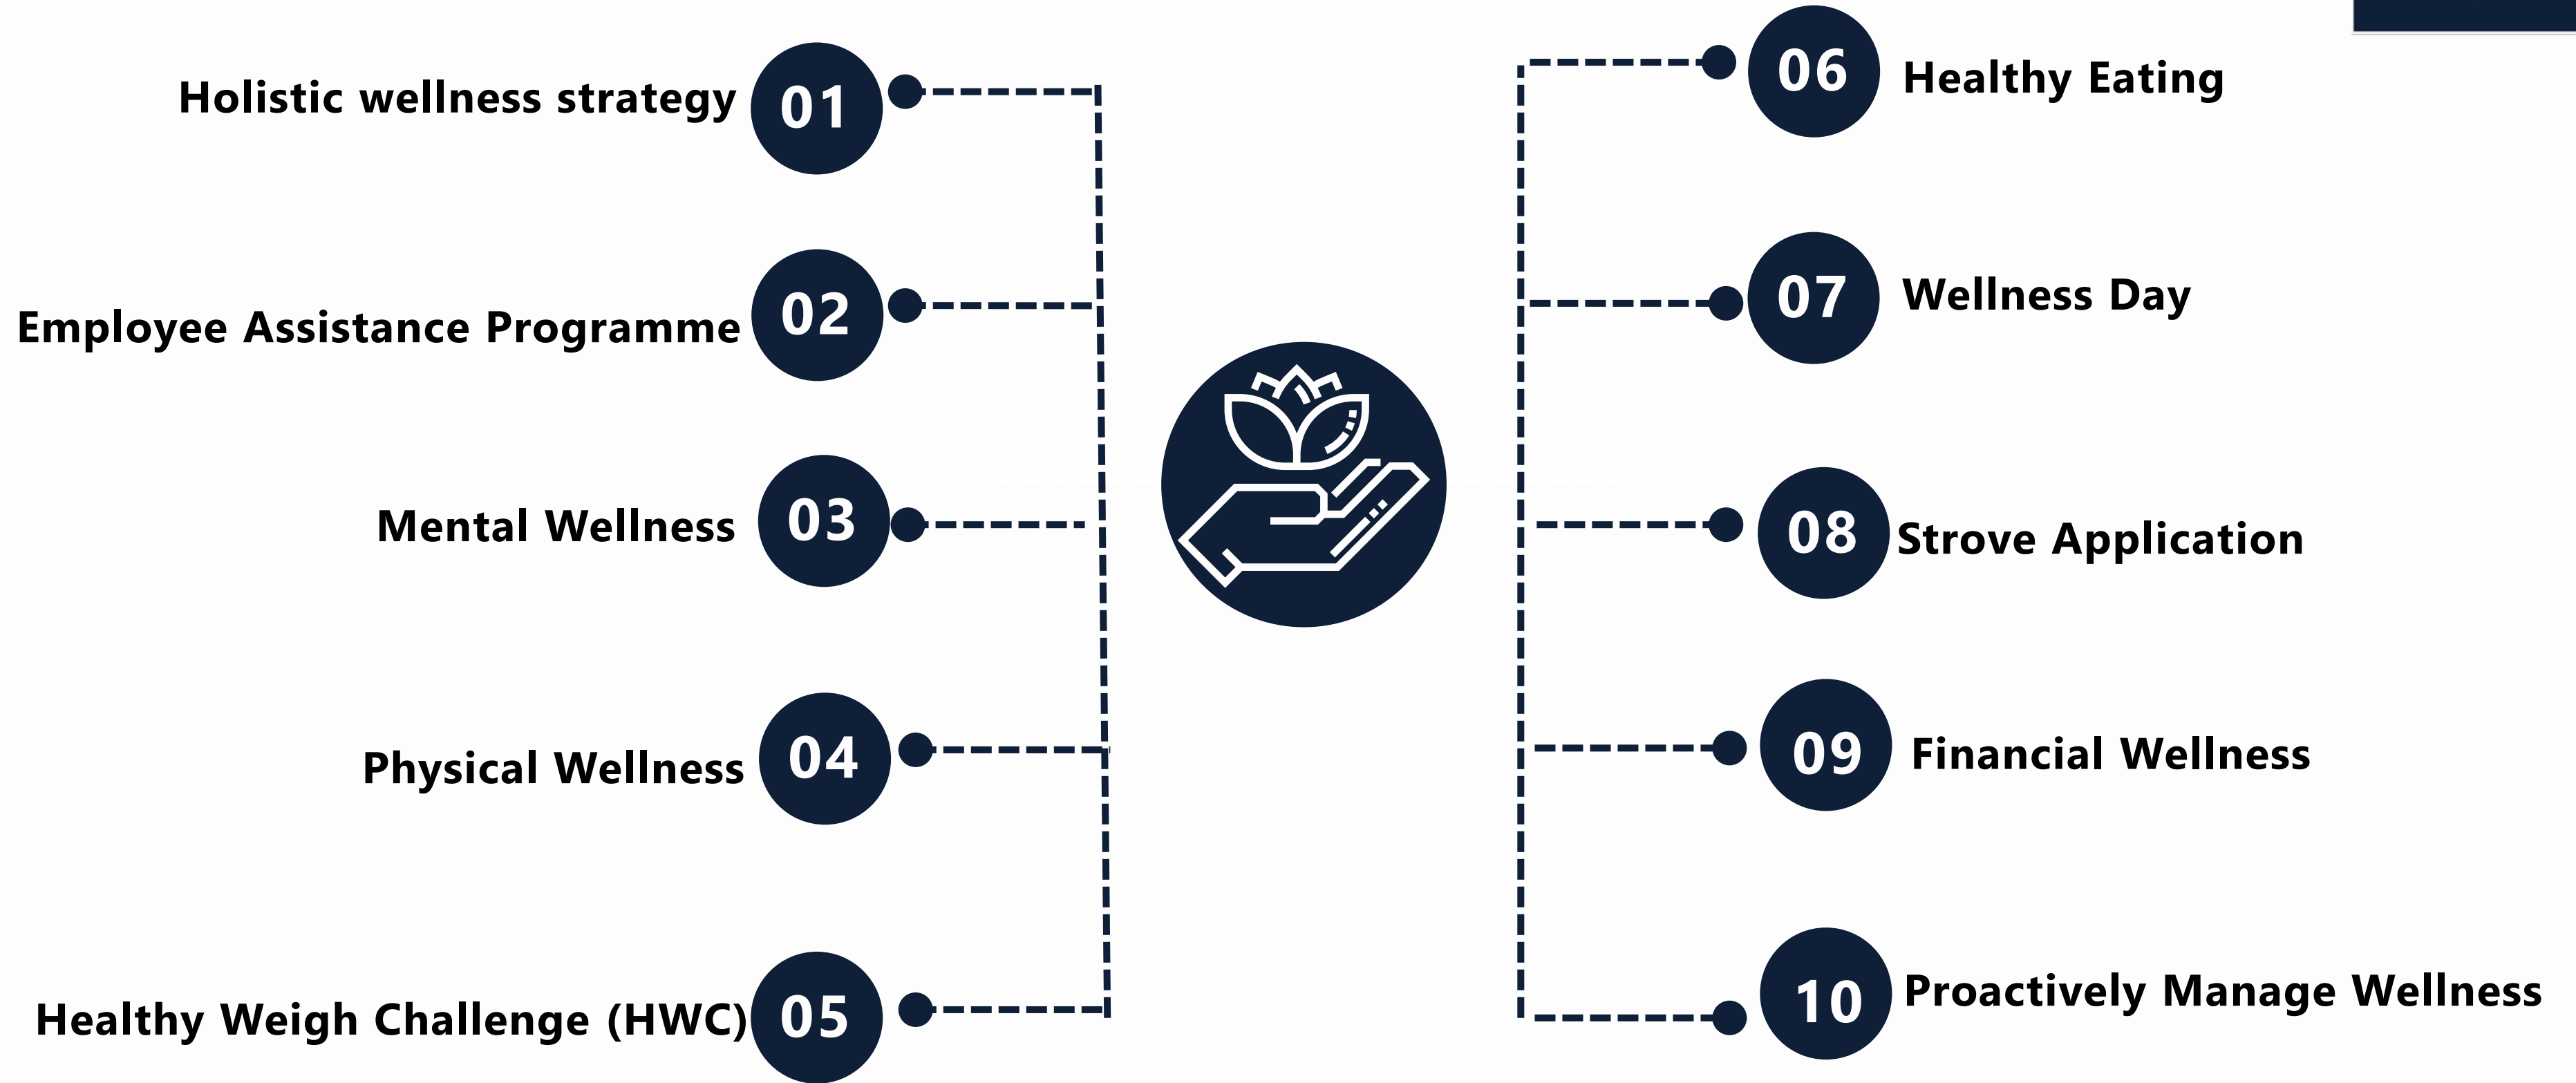 Holistic wellness strategy 01
Employee Assistance Programme 02
Mental Wellness 03
Physical Wellness 04
Healthy Weigh Challenge (HWC) 05
06 Healthy Eating
07 Wellness Day
08 Strove Application
09 Financial Wellness
10 Proactively Manage Wellness